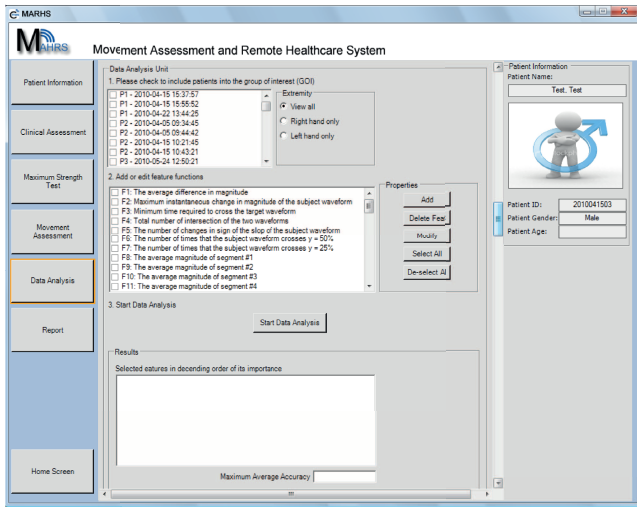 MARHS
MAHRS
Movement Assessment and Remote Healthcare System
Patient Information
Clinical Assessment
Maximum Strength
Test
Movement
Assessment
Data Analysis
Report
Home Screen
Data Analysis Unit
1. Please check to include patients into the group of interest (GOI)
P1 - 2010-04-15 15:37:57
P1 - 2010-04-15 15:55:52
P1 - 2010-04-22 13:44:25
P2 - 2010-04-05 09:34:45
P2 - 2010-04-05 09:44:42
P2 - 2010-04-15 10:21:45
P2 - 2010-04-15 10:43:21
P3 - 2010-05-24 12:50:21
Extremity
View all
Right hand only
Left hand only
2. Add or edit feature functions
F1: The average difference in magnitude
F2: Maximum instantaneous change in magnitude of the subject waveform
F3: Minimum time required to cross the target waveform
F4: Total number of intersection of the two waveforms
F5: The number of changes in sign of the slop of the subject waveform
F6: The number of times that the subject waveform crosses y = 50%
F7: The number of times that the subject waveform crosses y = 25%
F8: The average magnitude of segment #1
F9: The average magnitude of segment #2
F10: The average magnitude of segment #3
F11: The average magnitude of segment #4
Properties
Add
Delete Feat
Modify
Select All
De-select Al
3. Start Data Analysis
Start Data Analysis
Results
Selected eatures in decending order of its importance
Maximum Average Accuracy
Patient Information
Patient Name:
Test. Test
Patient ID: 2010041503
Patient Gender: Male
Patient Age: